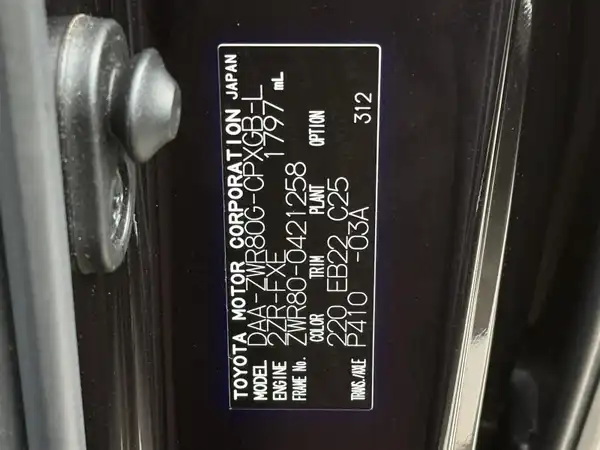 TOYOTA MOTOR CORPORATION JAPAN
MODEL DAA-ZWR80G-CPXGB-L
ENGINE 2ZR-FXE 1797 mL
FRAME No. ZWR80-0421258
COLOR TRIM PLANT OPTION
220 EB22 C25 312
TRANS./AXLE P410 -03A